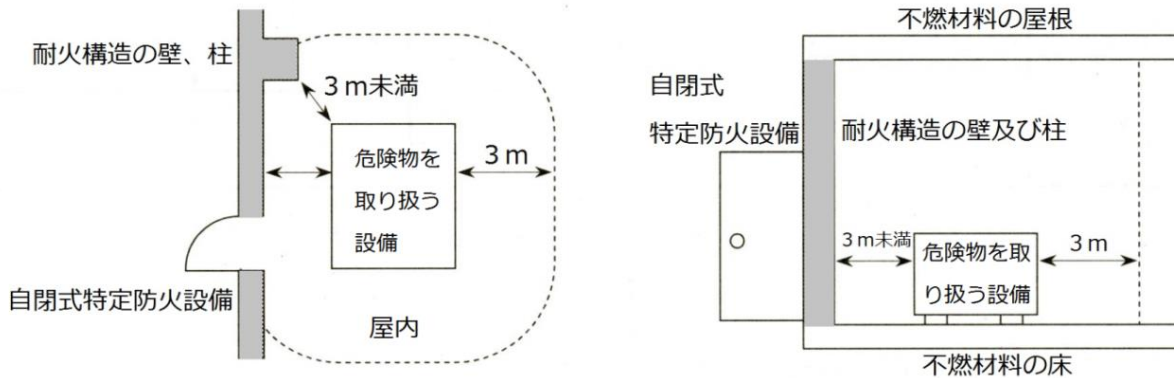 耐火構造の壁、柱
3m未満
危険物を
取り扱う
設備
3m
自閉式特定防火設備
屋内
不燃材料の屋根
自閉式
特定防火設備
耐火構造の壁及び柱
3m未満
危険物を取
り扱う設備
3m
不燃材料の床